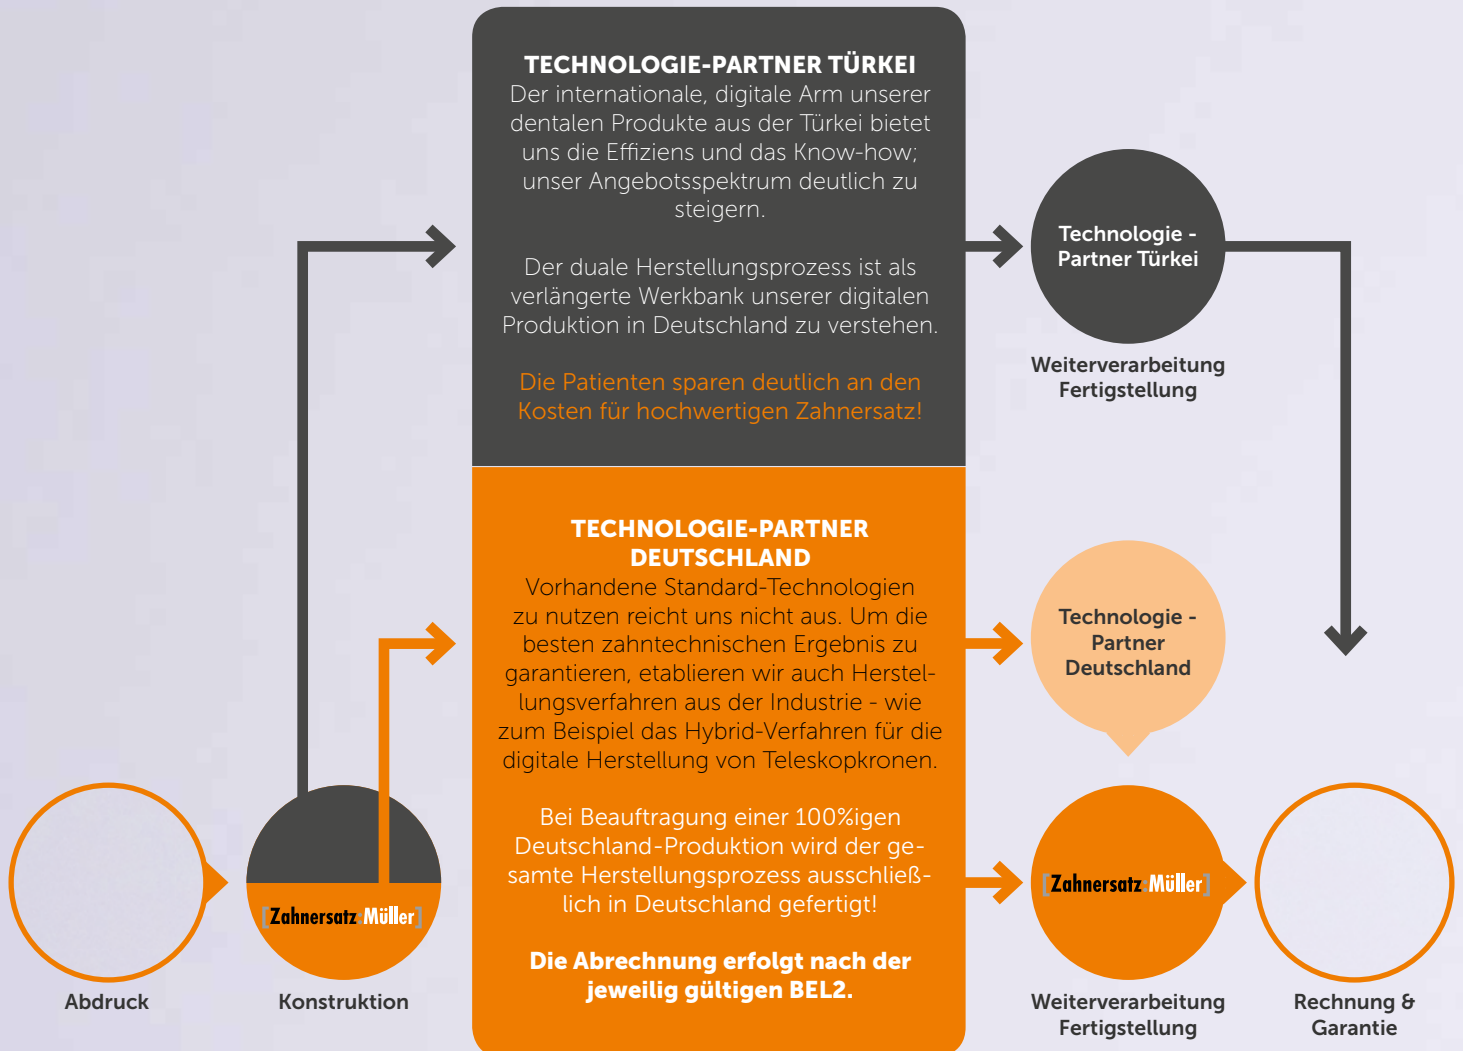 TECHNOLOGIE-PARTNER TÜRKEI
Der internationale, digitale Arm unserer
dentalen Produkte aus der Türkei bietet
uns die Effiziens und das Know-how;
unser Angebotsspektrum deutlich zu
steigern.
Der duale Herstellungsprozess ist als
verlängerte Werkbank unserer digitalen
Produktion in Deutschland zu verstehen.
Die Patienten sparen deutlich an den
Kosten für hochwertigen Zahnersatz!
Technologie -
Partner Türkei
Weiterverarbeitung
Fertigstellung
TECHNOLOGIE-PARTNER
DEUTSCHLAND
Vorhandene Standard-Technologien
zu nutzen reicht uns nicht aus. Um die
besten zahntechnischen Ergebnis zu
garantieren, etablieren wir auch Herstel-
lungsverfahren aus der Industrie - wie
zum Beispiel das Hybrid-Verfahren für die
digitale Herstellung von Teleskopkronen.
Bei Beauftragung einer 100%igen
Deutschland-Produktion wird der ge-
samte Herstellungsprozess ausschließ-
lich in Deutschland gefertigt!
Die Abrechnung erfolgt nach der
jeweilig gültigen BEL2.
Technologie -
Partner
Deutschland
Abdruck
[Zahnersatz:Müller]
Konstruktion
[Zahnersatz:Müller]
Weiterverarbeitung
Fertigstellung
Rechnung &
Garantie